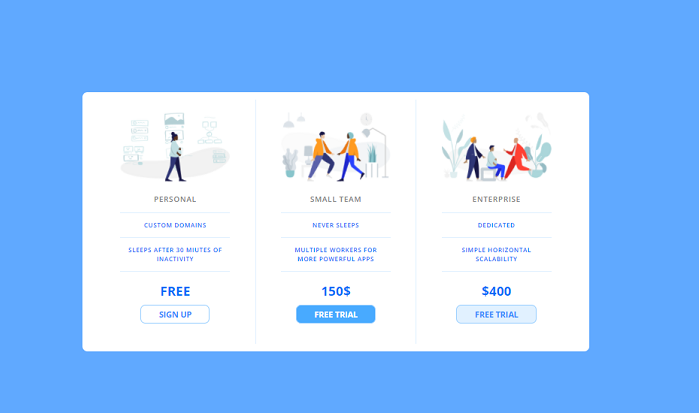 PERSONAL
CUSTOM DOMAINS
SLEEPS AFTER 30 MIUTES OF
INACTIVITY
FREE
SIGN UP
SMALL TEAM
NEVER SLEEPS
MULTIPLE WORKERS FOR
MORE POWERFUL APPS
150$
FREE TRIAL
ENTERPRISE
DEDICATED
SIMPLE HORIZONTAL
SCALABILITY
$400
FREE TRIAL